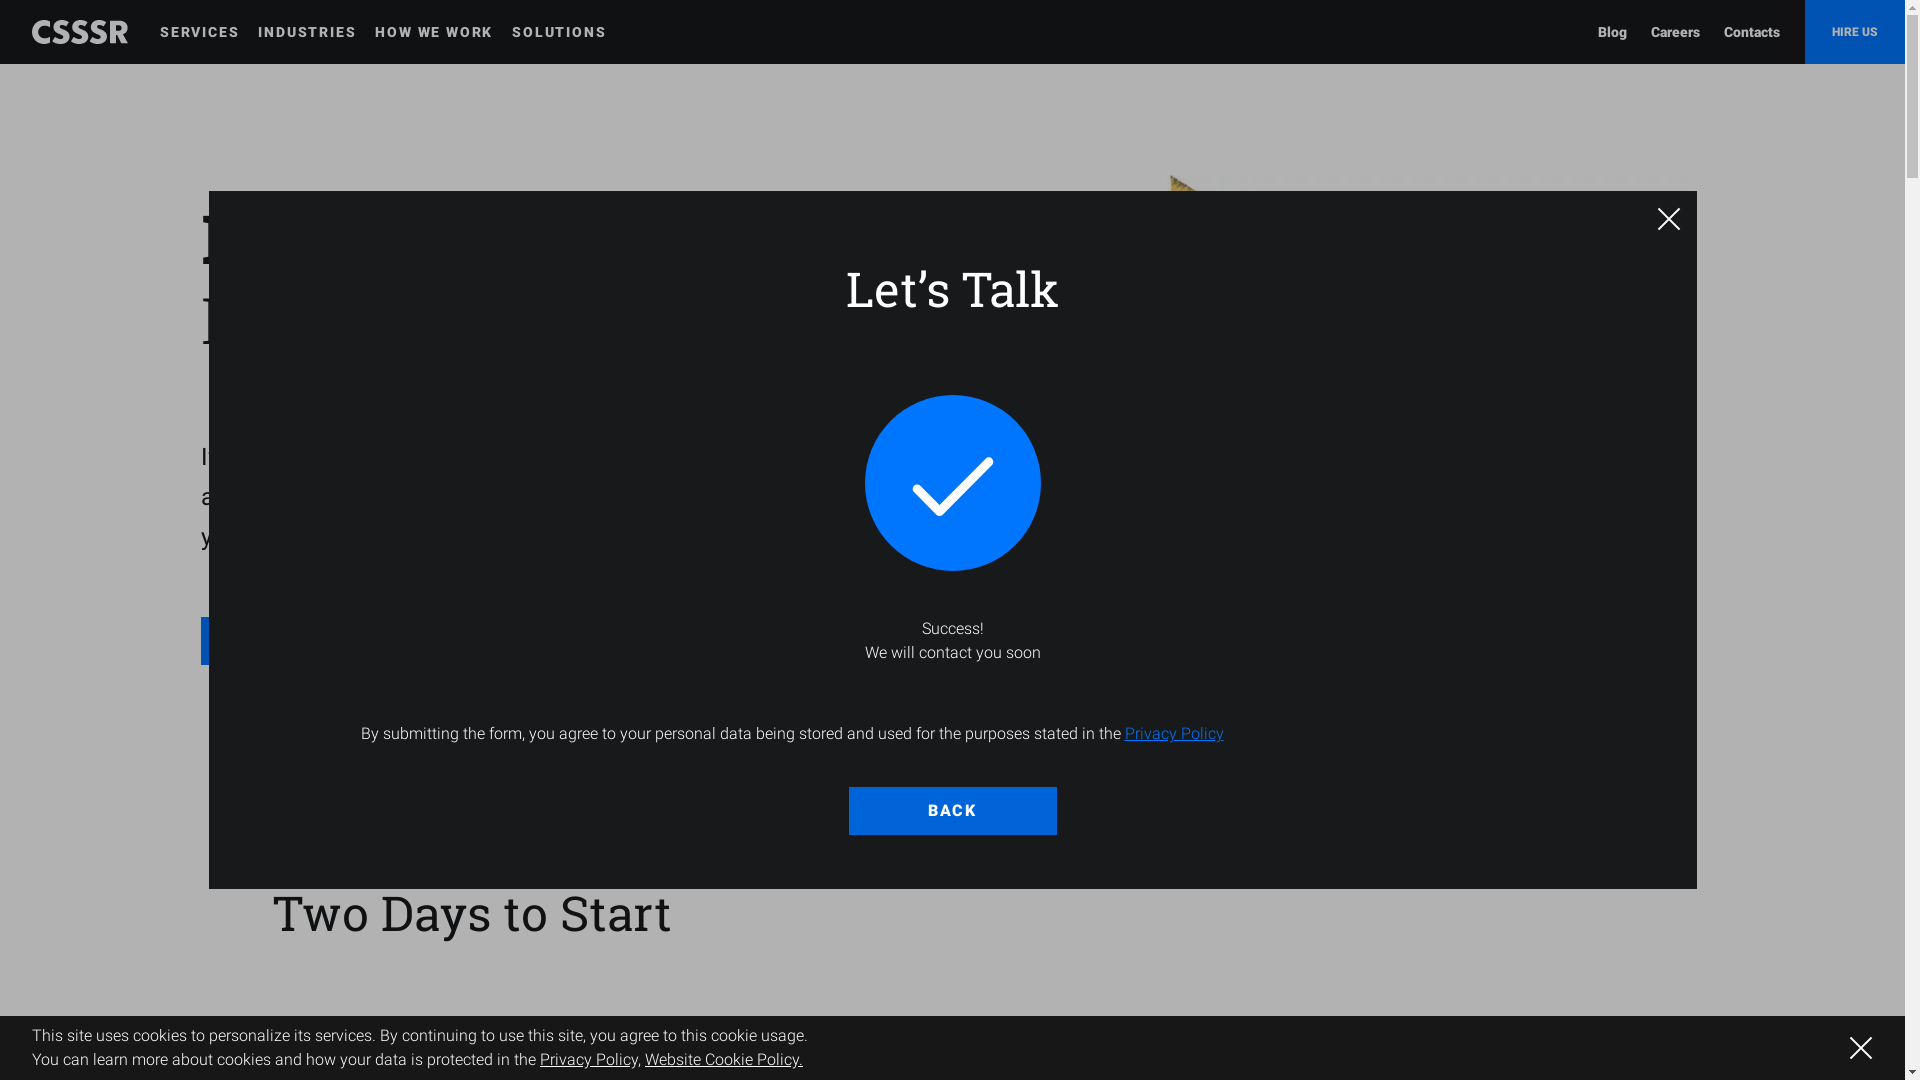 CSSSR SERVICES INDUSTRIES HOW WE WORK SOLUTIONS Blog Careers Contacts HIRE US
Let’s Talk
Success!
We will contact you soon
By submitting the form, you agree to your personal data being stored and used for the purposes stated in the Privacy Policy
BACK
Two Days to Start
This site uses cookies to personalize its services. By continuing to use this site, you agree to this cookie usage.
You can learn more about cookies and how your data is protected in the Privacy Policy, Website Cookie Policy.